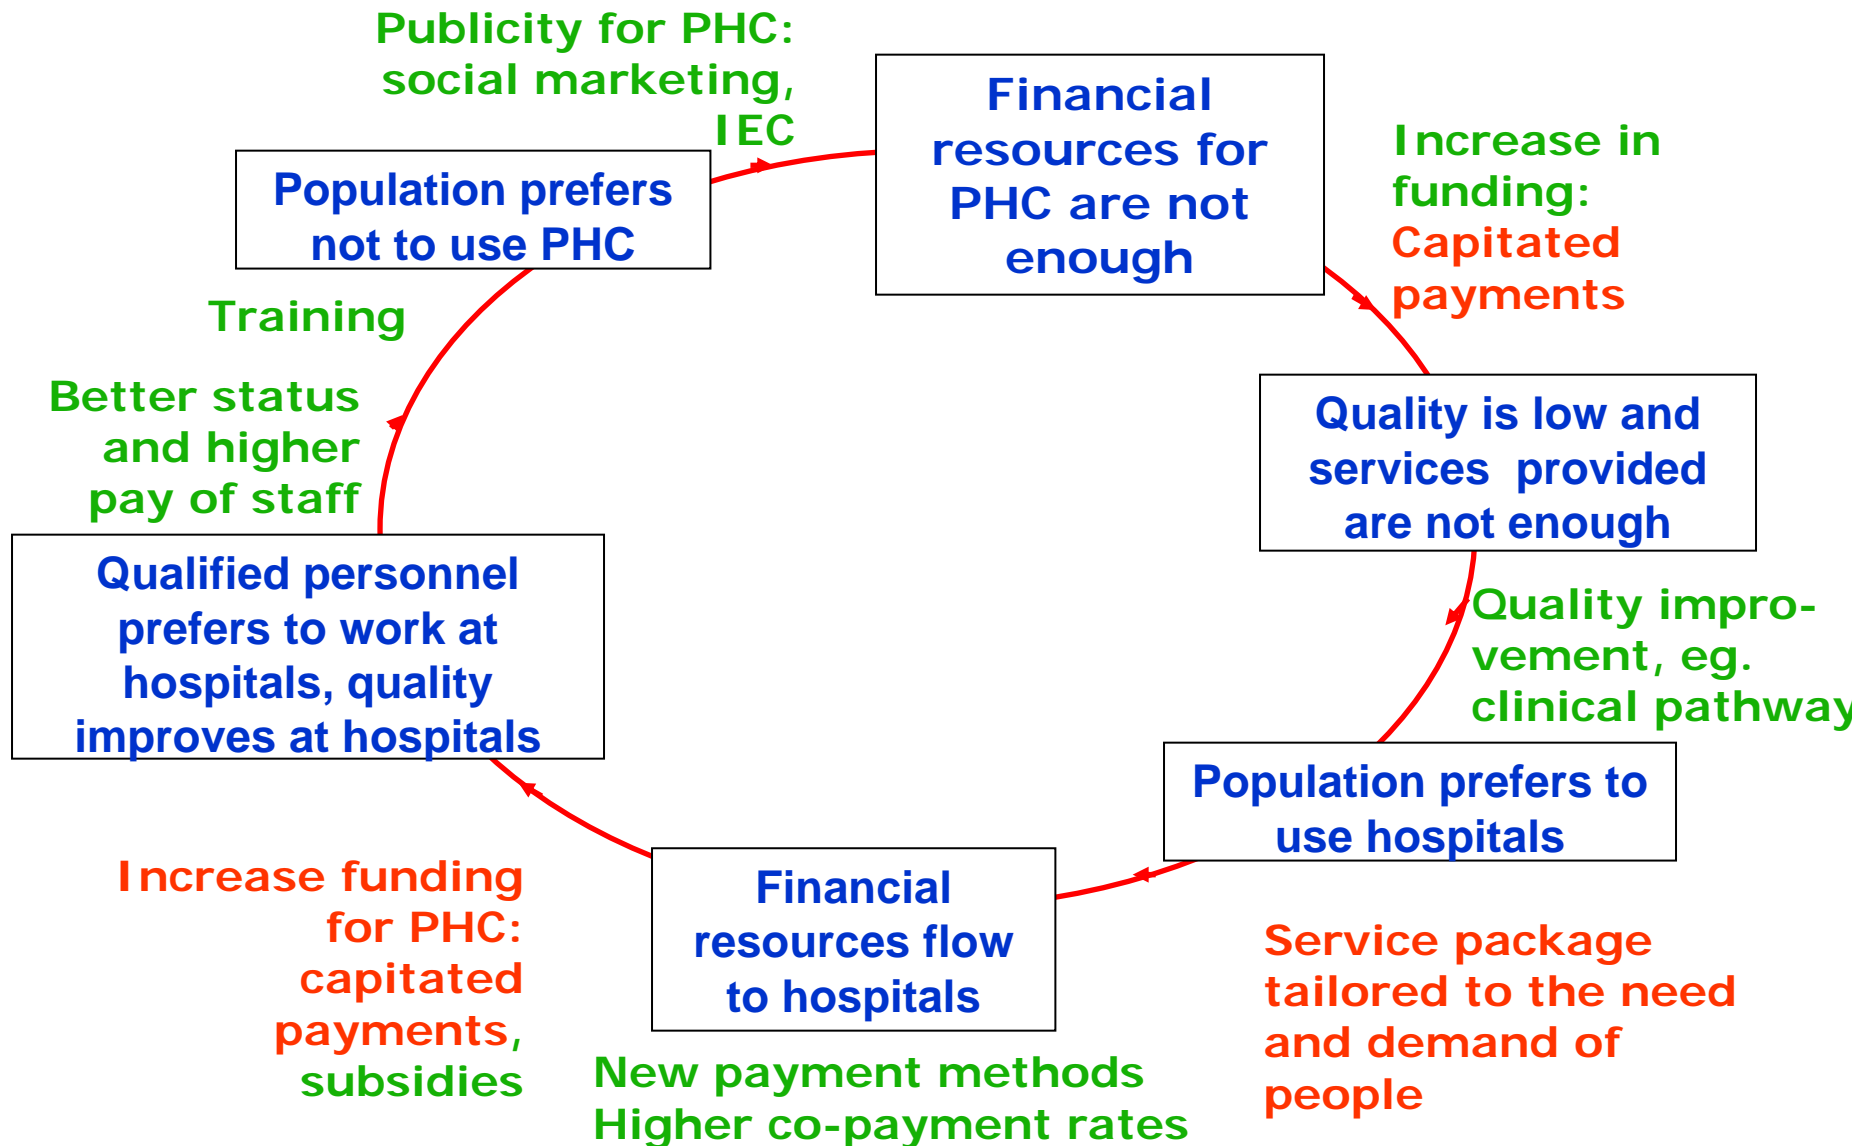 Publicity for PHC:
social marketing,
IEC
Financial
resources for
PHC are not
enough
Increase in
funding:
Capitated
payments
Population prefers
not to use PHC
Training
Better status
and higher
pay of staff
Quality is low and
services provided
are not enough
Qualified personnel
prefers to work at
hospitals, quality
improves at hospitals
Quality impro-
vement, eg.
clinical pathway
Population prefers to
use hospitals
Financial
resources flow
to hospitals
Increase funding
for PHC:
capitated
payments,
subsidies
Service package
tailored to the need
and demand of
people
New payment methods
Higher co-payment rates